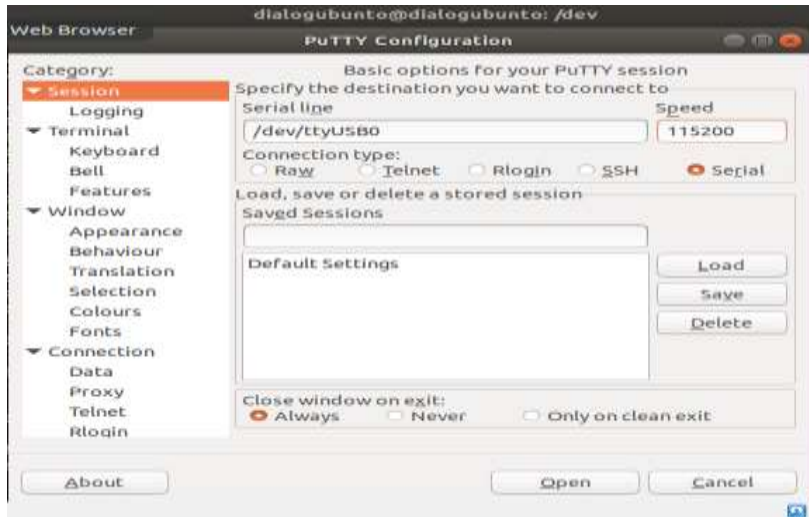 dialogubunto@dialogubunto: /dev
Web Browser
PuTTY Configuration
Category:
Session
Logging
Terminal
Keyboard
Bell
Features
Window
Appearance
Behaviour
Translation
Selection
Colours
Fonts
Connection
Data
Proxy
Telnet
Rlogin
Basic options for your PuTTY session
Specify the destination you want to connect to
Serial line Speed
/dev/ttyUSB0 115200
Connection type:
Raw Telnet Rlogin SSH Serial
Load, save or delete a stored session
Saved Sessions
Default Settings
Load
Save
Delete
Close window on exit:
Always Never Only on clean exit
About Open Cancel